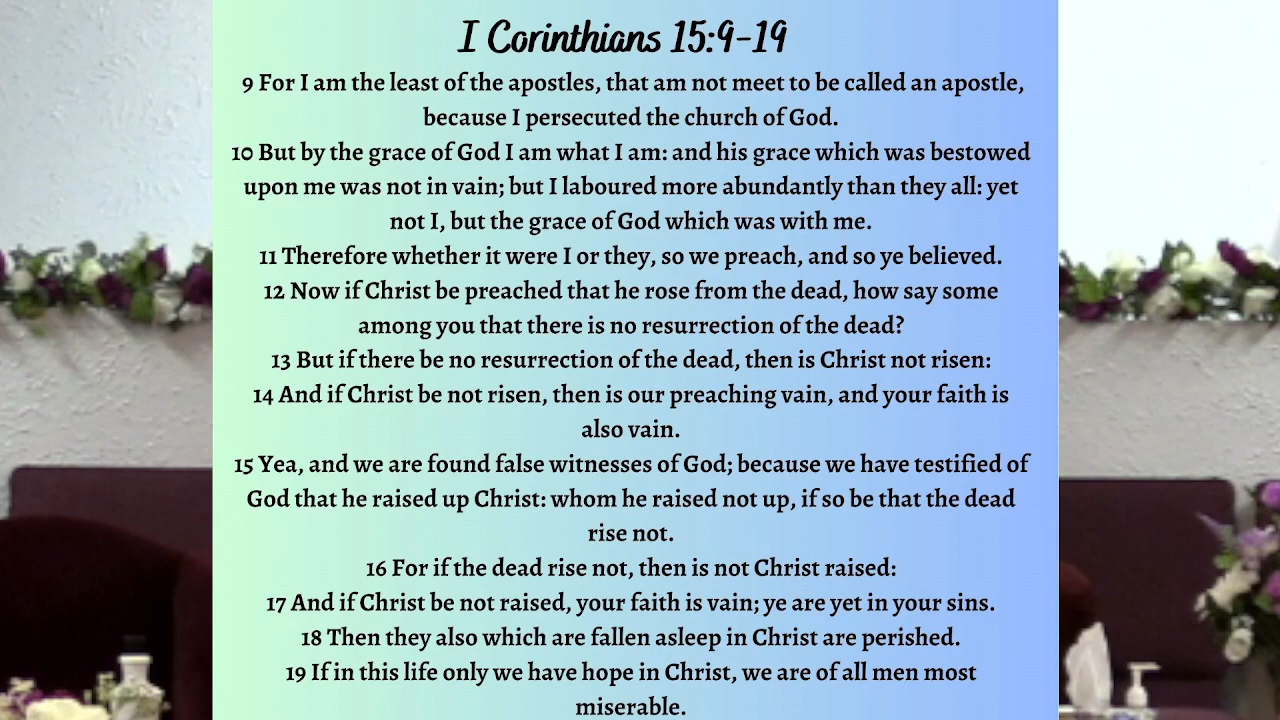 I Corinthians 15:9-19
9 For I am the least of the apostles, that am not meet to be called an apostle,
because I persecuted the church of God.
10 But by the grace of God I am what I am: and his grace which was bestowed
upon me was not in vain; but I laboured more abundantly than they all: yet
not I, but the grace of God which was with me.
11 Therefore whether it were I or they, so we preach, and so ye believed.
12 Now if Christ be preached that he rose from the dead, how say some
among you that there is no resurrection of the dead?
13 But if there be no resurrection of the dead, then is Christ not risen:
14 And if Christ be not risen, then is our preaching vain, and your faith is
also vain.
15 Yea, and we are found false witnesses of God; because we have testified of
God that he raised up Christ: whom he raised not up, if so be that the dead
rise not.
16 For if the dead rise not, then is not Christ raised:
17 And if Christ be not raised, your faith is vain; ye are yet in your sins.
18 Then they also which are fallen asleep in Christ are perished.
19 If in this life only we have hope in Christ, we are of all men most
miserable.